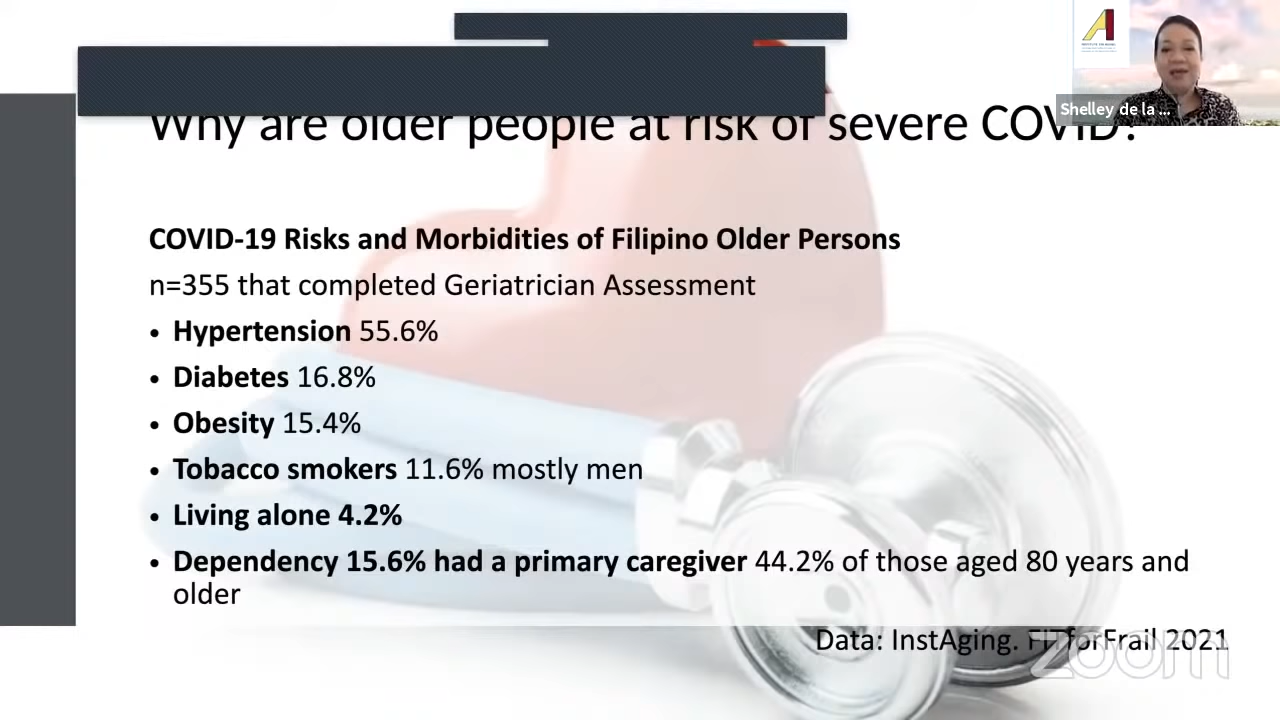 Why are older people at risk of severe COVID?
Shelley de la ...
COVID-19 Risks and Morbidities of Filipino Older Persons
n=355 that completed Geriatrician Assessment
• Hypertension 55.6%
• Diabetes 16.8%
• Obesity 15.4%
• Tobacco smokers 11.6% mostly men
• Living alone 4.2%
• Dependency 15.6% had a primary caregiver 44.2% of those aged 80 years and
older
Data: InstAging. FITforFrail 2021
zoom